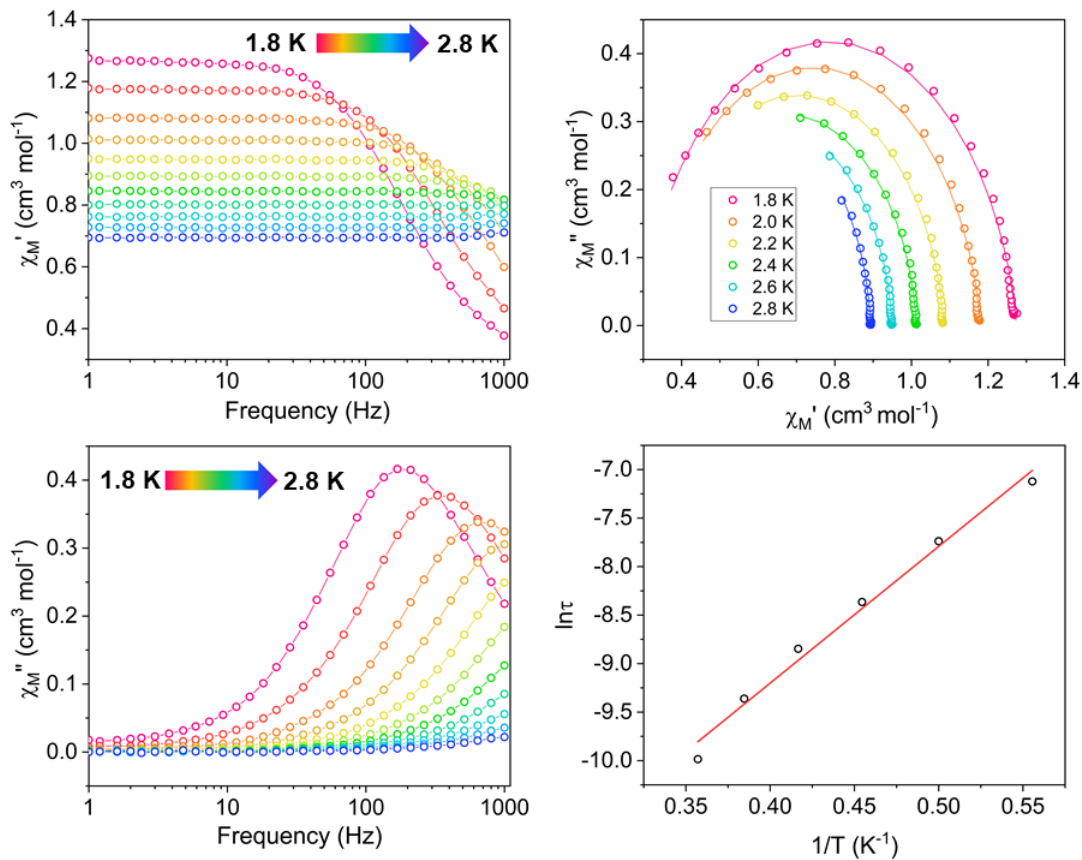 1.8 K
2.8 K
1.4
1.2
1.0
0.8
0.6
0.4
1
10
100
1000
χM' (cm3 mol-1)
Frequency (Hz)
0.4
0.3
0.2
0.1
0.0
0.4
0.6
0.8
1.0
1.2
1.4
1.8 K
2.0 K
2.2 K
2.4 K
2.6 K
2.8 K
χM" (cm3 mol-1)
χM' (cm3 mol-1)
1.8 K
2.8 K
0.4
0.3
0.2
0.1
0.0
1
10
100
1000
χM" (cm3 mol-1)
Frequency (Hz)
-7.0
-7.5
-8.0
-8.5
-9.0
-9.5
-10.0
0.35
0.40
0.45
0.50
0.55
lnτ
1/T (K-1)